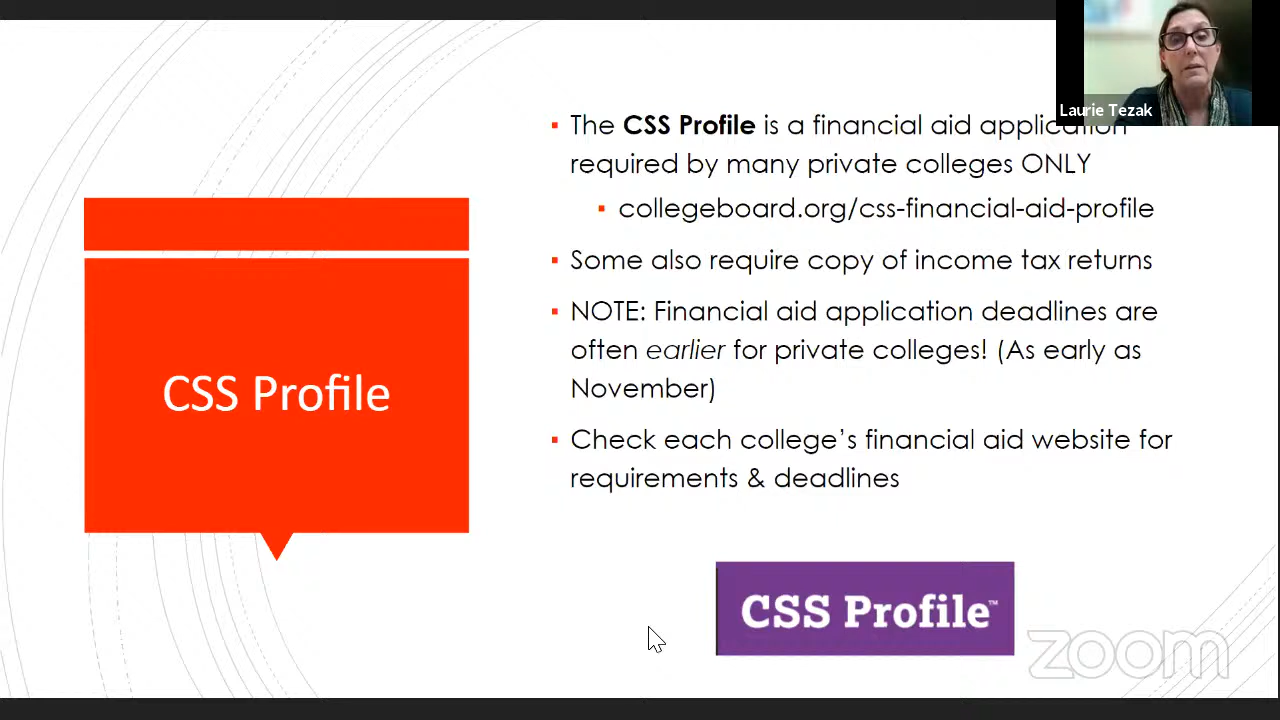 Laurie Tezak
The CSS Profile is a financial aid application
required by many private colleges ONLY
collegeboard.org/css-financial-aid-profile
Some also require copy of income tax returns
NOTE: Financial aid application deadlines are
often earlier for private colleges! (As early as
November)
CSS Profile
Check each college’s financial aid website for
requirements & deadlines
CSS Profile™
zoom